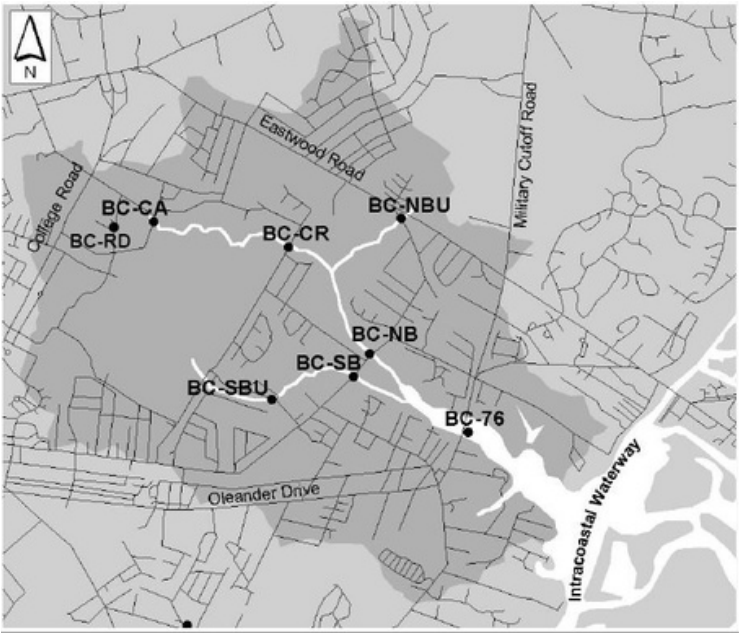 N
Eastwood Road
Military Cutoff Road
College Road
BC-CA
BC-NBU
BC-RD
BC-CR
BC-NB
BC-SB
BC-SBU
BC-76
Oleander Drive
Intracoastal Waterway